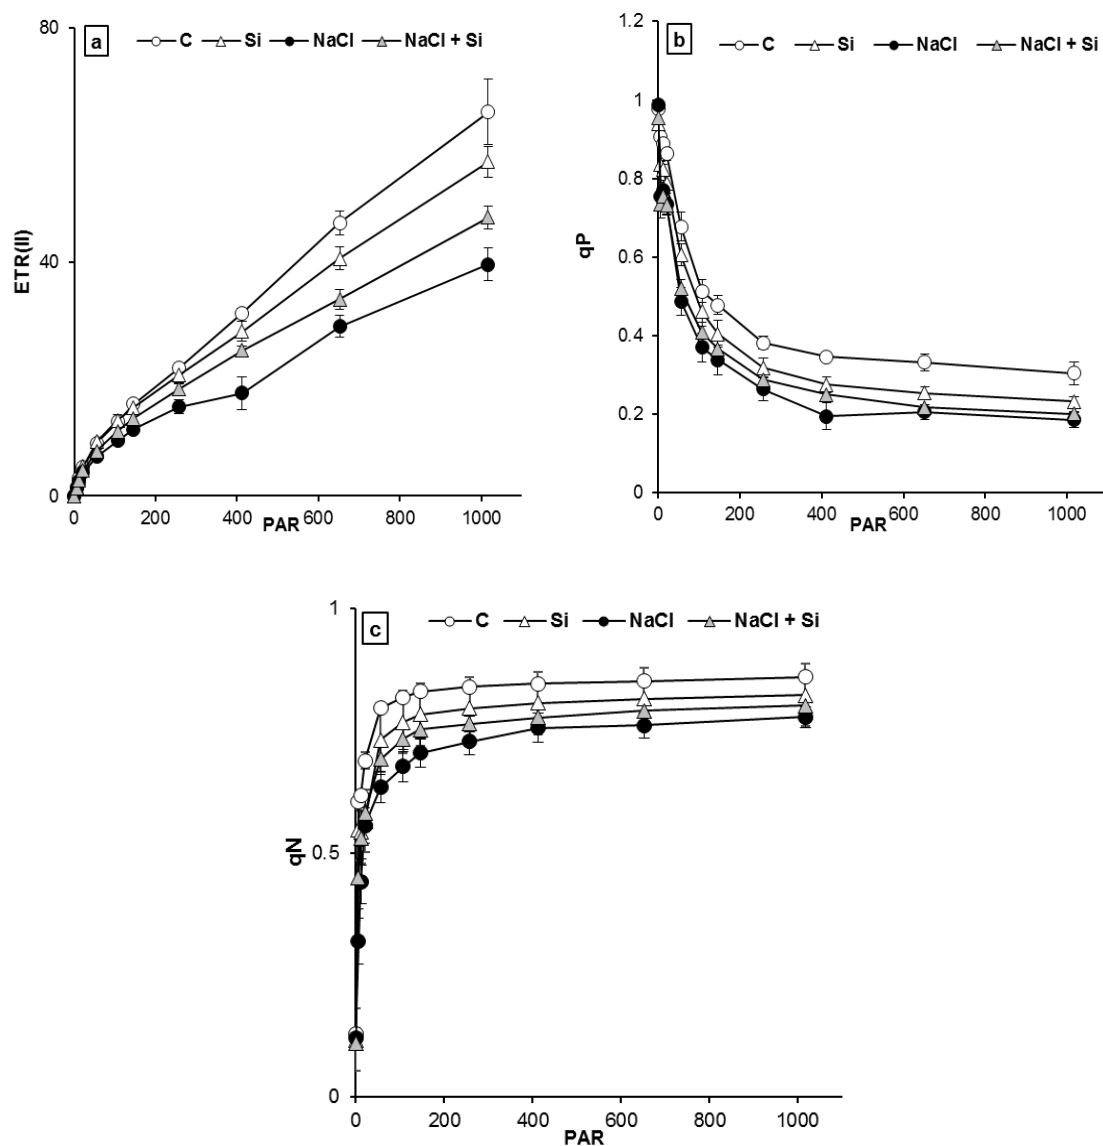 80
a C Si NaCl NaCl + Si
ETR(II)
40
0
0 200 400 600 800 1000
PAR
1.2
b C Si NaCl NaCl + Si
1
0.8
qP
0.6
0.4
0.2
0
0 200 400 600 800 1000
PAR
1
c C Si NaCl NaCl + Si
qN
0.5
0
0 200 400 600 800 1000
PAR